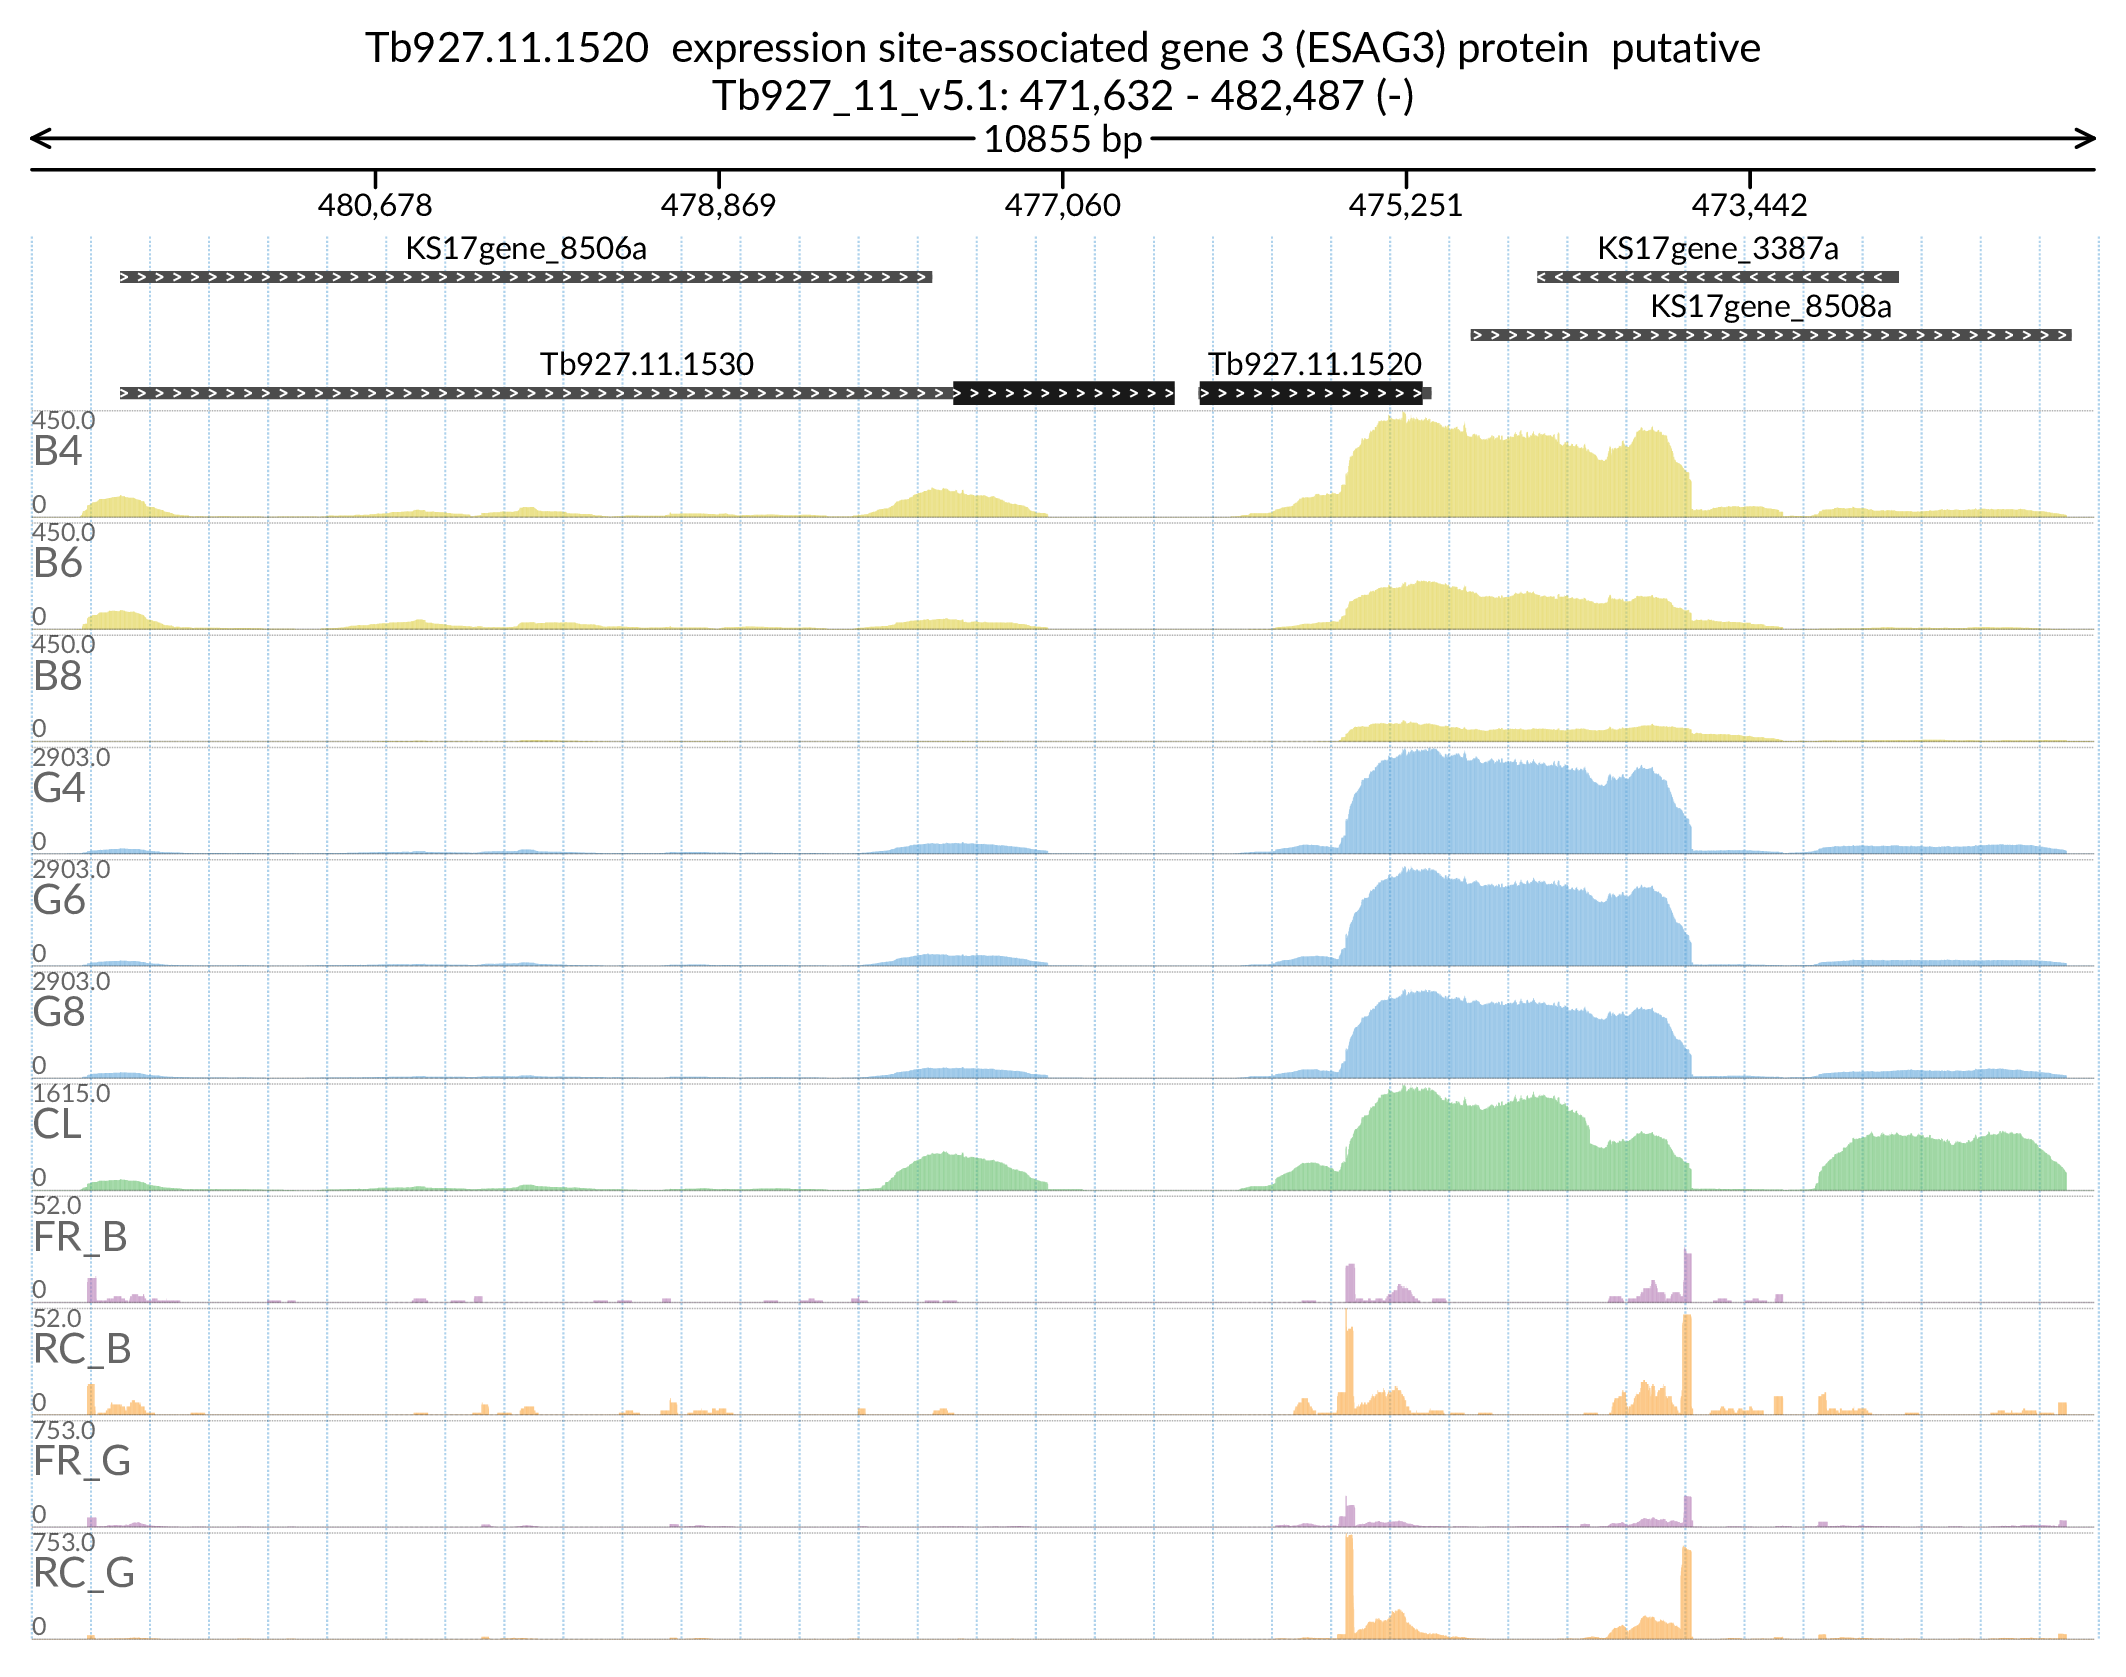 Tb927.11.1520  expression site-associated gene 3 (ESAG3) protein  putative
Tb927_11_v5.1: 471,632 - 482,487 (-)
10855 bp
480,678 478,869 477,060 475,251 473,442
KS17gene_8506a KS17gene_3387a
KS17gene_8508a
Tb927.11.1530 Tb927.11.1520
450.0
B4
0
450.0
B6
0
450.0
B8
0
2903.0
G4
0
2903.0
G6
0
2903.0
G8
0
1615.0
CL
0
52.0
FR_B
0
52.0
RC_B
0
753.0
FR_G
0
753.0
RC_G
0